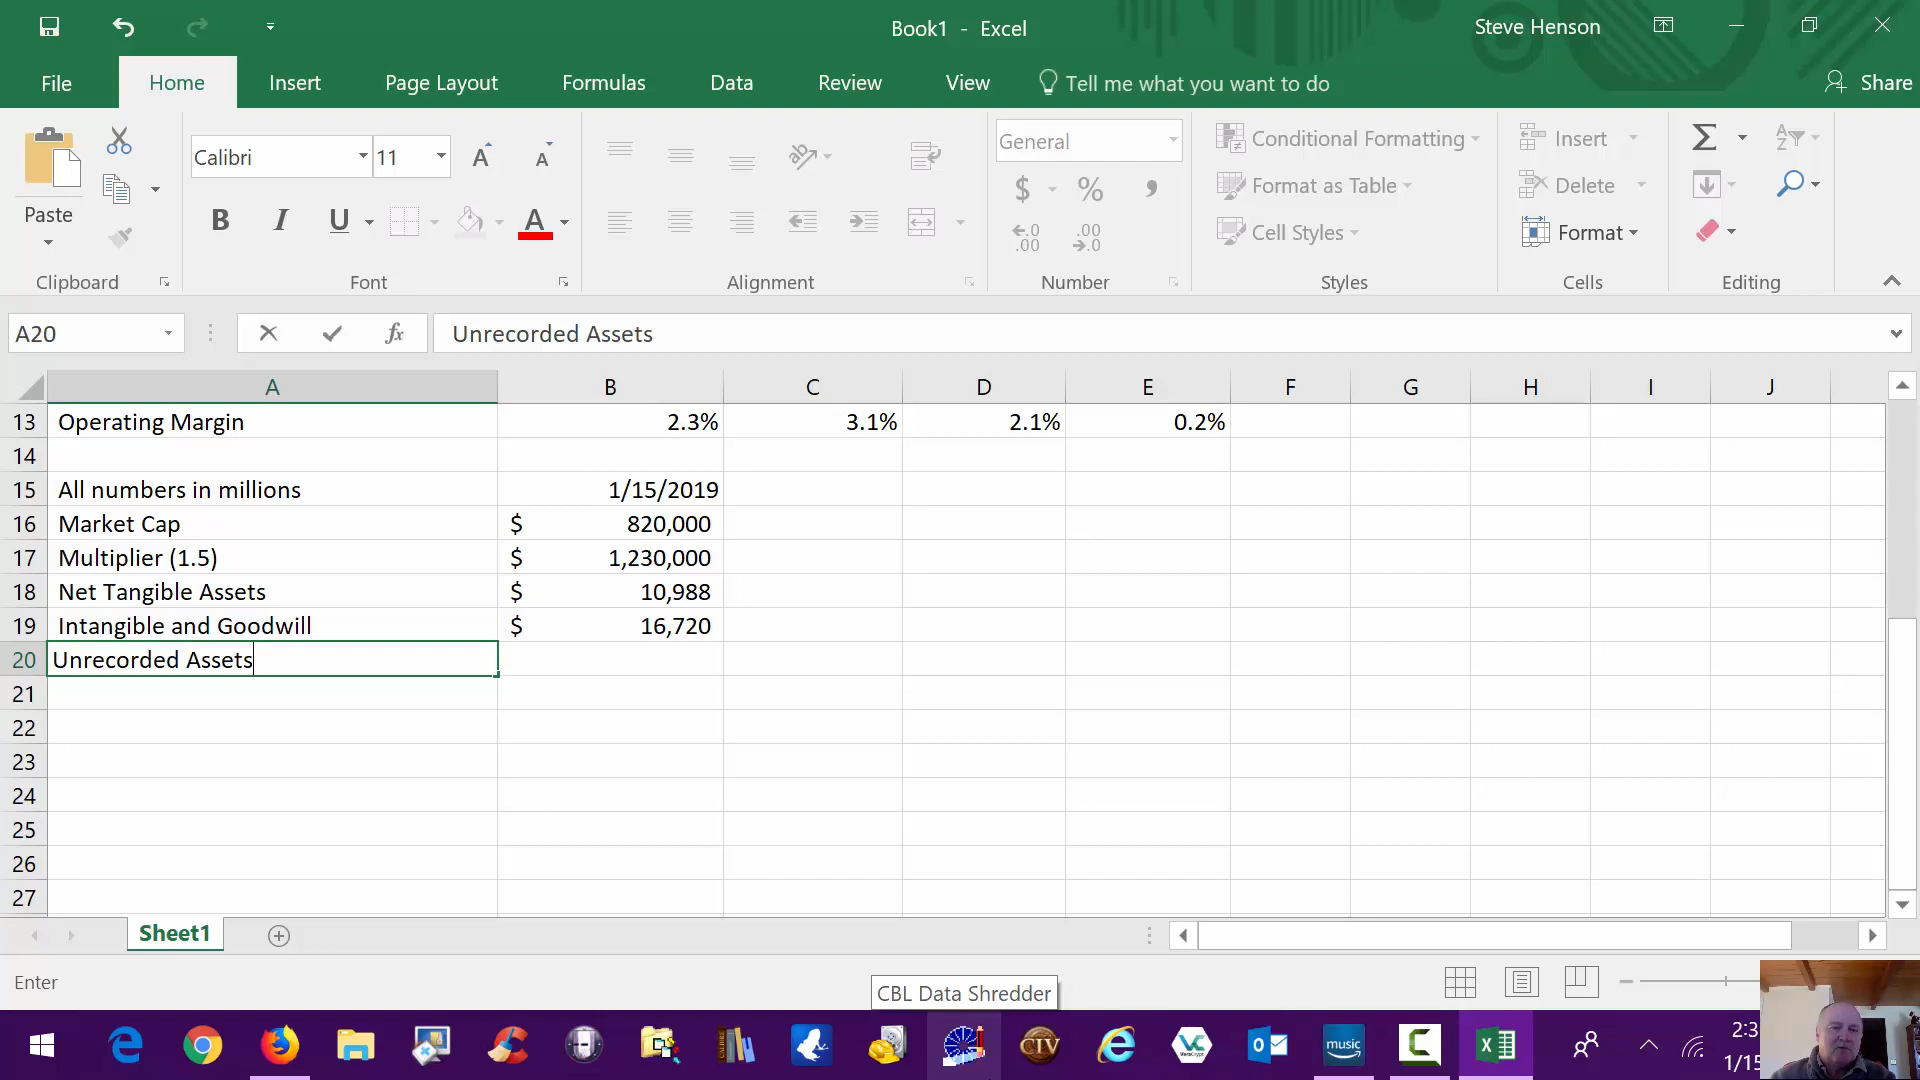 Book1 - Excel
Steve Henson
File Home Insert Page Layout Formulas Data Review View Tell me what you want to do Share
Paste
Calibri 11
General
Conditional Formatting
Format as Table
Cell Styles
Insert
Delete
Format
Clipboard Font Alignment Number Styles Cells Editing
A20 fx Unrecorded Assets
A B C D E F G H I J
13 Operating Margin 2.3% 3.1% 2.1% 0.2%
14
15 All numbers in millions 1/15/2019
16 Market Cap $ 820,000
17 Multiplier (1.5) $ 1,230,000
18 Net Tangible Assets $ 10,988
19 Intangible and Goodwill $ 16,720
20 Unrecorded Assets
21
22
23
24
25
26
27
Sheet1
Enter
CBL Data Shredder
CIV
music
2:3
1/15